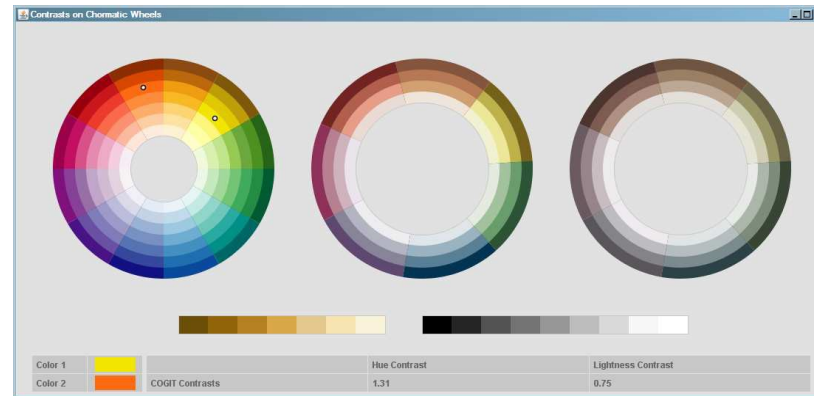 Contrasts on Chormatic Wheels
Color 1 Hue Contrast Lightness Contrast
Color 2 COGIT Contrasts 1.31 0.75